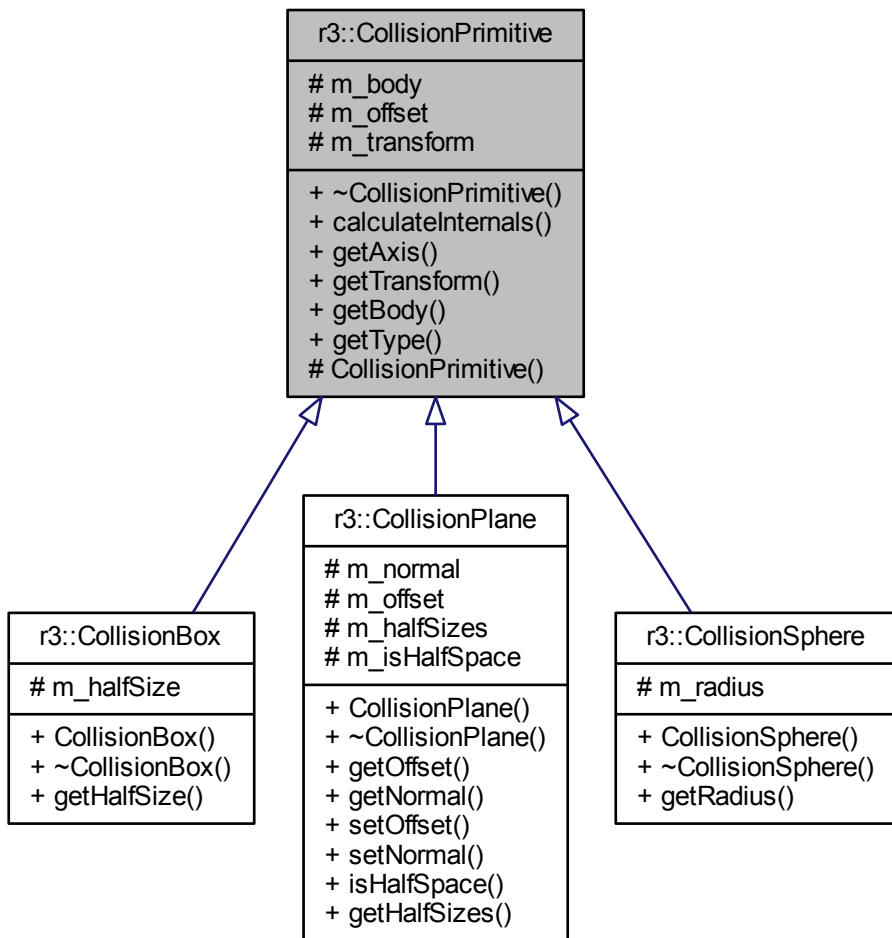 r3::CollisionPrimitive
# m_body
# m_offset
# m_transform
+ ~CollisionPrimitive()
+ calculateInternals()
+ getAxis()
+ getTransform()
+ getBody()
+ getType()
# CollisionPrimitive()
r3::CollisionBox
# m_halfSize
+ CollisionBox()
+ ~CollisionBox()
+ getHalfSize()
r3::CollisionPlane
# m_normal
# m_offset
# m_halfSizes
# m_isHalfSpace
+ CollisionPlane()
+ ~CollisionPlane()
+ getOffset()
+ getNormal()
+ setOffset()
+ setNormal()
+ isHalfSpace()
+ getHalfSizes()
r3::CollisionSphere
# m_radius
+ CollisionSphere()
+ ~CollisionSphere()
+ getRadius()